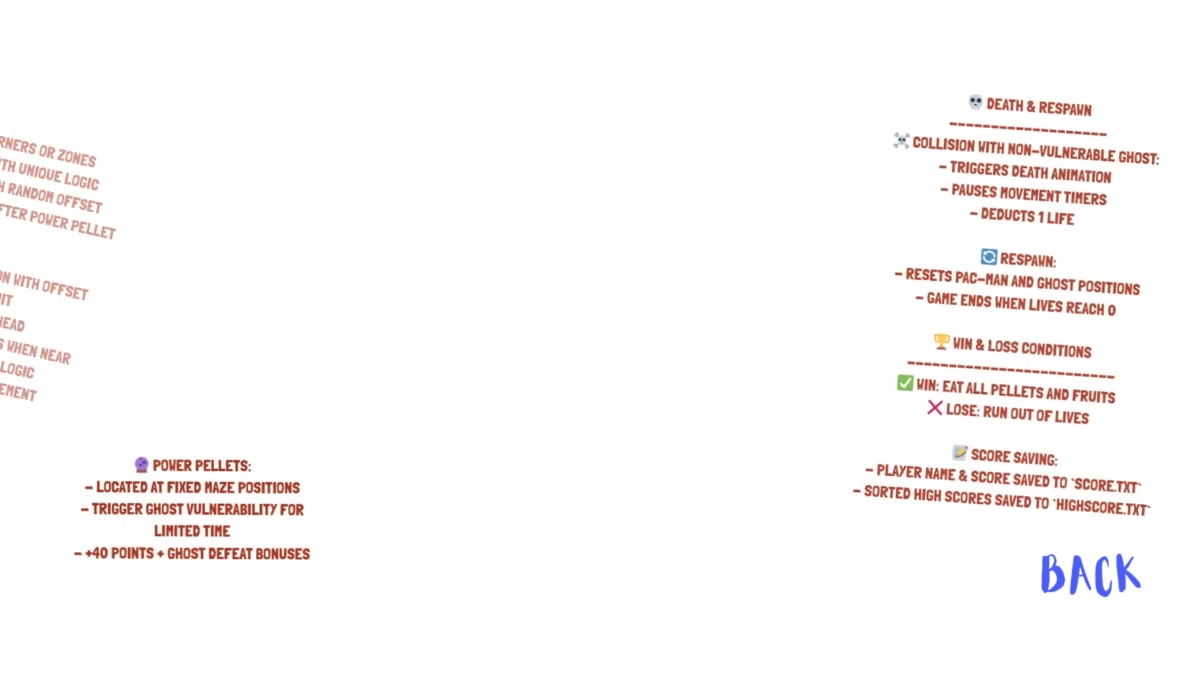 RNERS OR ZONES
TH UNIQUE LOGIC
H RANDOM OFFSET
FTER POWER PELLET
ON WITH OFFSET
HEAD
S WHEN NEAR
LOGIC
EMENT
🔮 POWER PELLETS:
- LOCATED AT FIXED MAZE POSITIONS
- TRIGGER GHOST VULNERABILITY FOR
LIMITED TIME
- +40 POINTS + GHOST DEFEAT BONUSES
💀 DEATH & RESPAWN
--------------------
☠️ COLLISION WITH NON-VULNERABLE GHOST:
- TRIGGERS DEATH ANIMATION
- PAUSES MOVEMENT TIMERS
- DEDUCTS 1 LIFE
🔄 RESPAWN:
- RESETS PAC-MAN AND GHOST POSITIONS
- GAME ENDS WHEN LIVES REACH 0
🏆 WIN & LOSS CONDITIONS
--------------------------
✅ WIN: EAT ALL PELLETS AND FRUITS
❌ LOSE: RUN OUT OF LIVES
📝 SCORE SAVING:
- PLAYER NAME & SCORE SAVED TO `SCORE.TXT`
- SORTED HIGH SCORES SAVED TO `HIGHSCORE.TXT`
BACK